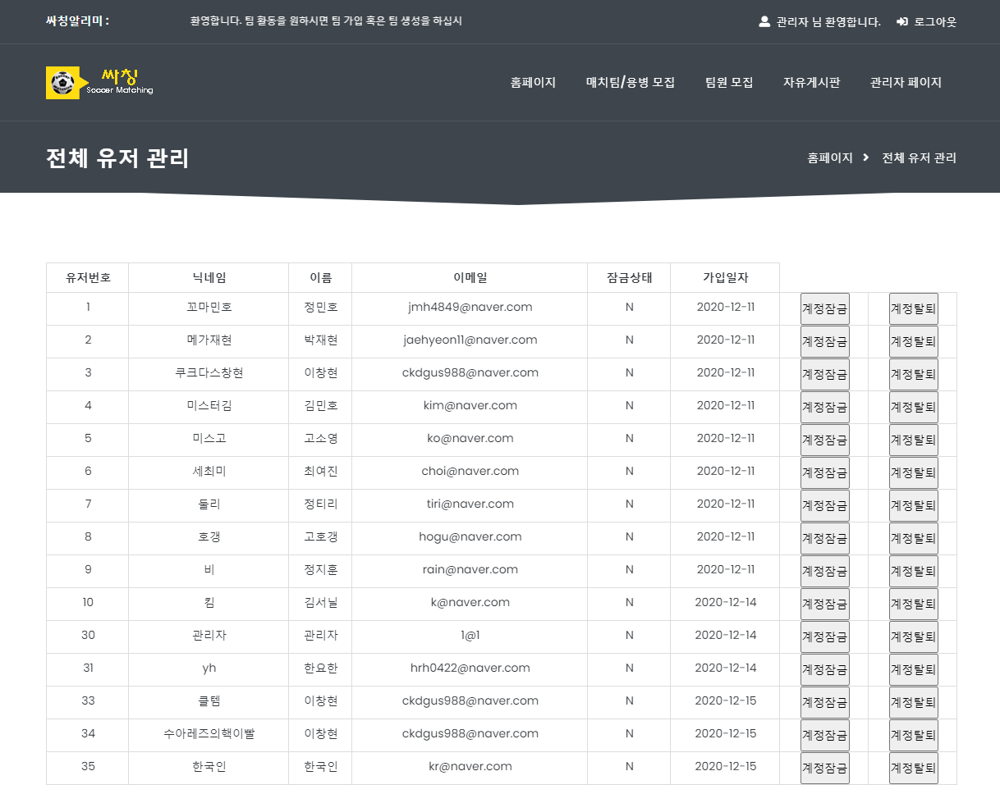 싸칭알리미 : 환영합니다. 팀 활동을 원하시면 팀 가입 혹은 팀 생성을 하십시 관리자 님 환영합니다. 로그아웃
싸칭
Soccer Matching
홈페이지 매치팀/용병 모집 팀원 모집 자유게시판 관리자 페이지
전체 유저 관리 홈페이지 전체 유저 관리
유저번호 닉네임 이름 이메일 잠금상태 가입일자
1 꼬마민호 정민호 jmh4849@naver.com N 2020-12-11 계정잠금 계정탈퇴
2 메가재현 박재현 jaehyeon11@naver.com N 2020-12-11 계정잠금 계정탈퇴
3 쿠크다스창현 이창현 ckdgus988@naver.com N 2020-12-11 계정잠금 계정탈퇴
4 미스터김 김민호 kim@naver.com N 2020-12-11 계정잠금 계정탈퇴
5 미스고 고소영 ko@naver.com N 2020-12-11 계정잠금 계정탈퇴
6 세최미 최여진 choi@naver.com N 2020-12-11 계정잠금 계정탈퇴
7 둘리 정티리 tiri@naver.com N 2020-12-11 계정잠금 계정탈퇴
8 호갱 고호갱 hogu@naver.com N 2020-12-11 계정잠금 계정탈퇴
9 비 정지훈 rain@naver.com N 2020-12-11 계정잠금 계정탈퇴
10 킴 김서닐 k@naver.com N 2020-12-14 계정잠금 계정탈퇴
30 관리자 관리자 1@1 N 2020-12-14 계정잠금 계정탈퇴
31 yh 한요한 hrh0422@naver.com N 2020-12-14 계정잠금 계정탈퇴
33 클템 이창현 ckdgus988@naver.com N 2020-12-15 계정잠금 계정탈퇴
34 수아레즈의핵이빨 이창현 ckdgus988@naver.com N 2020-12-15 계정잠금 계정탈퇴
35 한국인 한국인 kr@naver.com N 2020-12-15 계정잠금 계정탈퇴